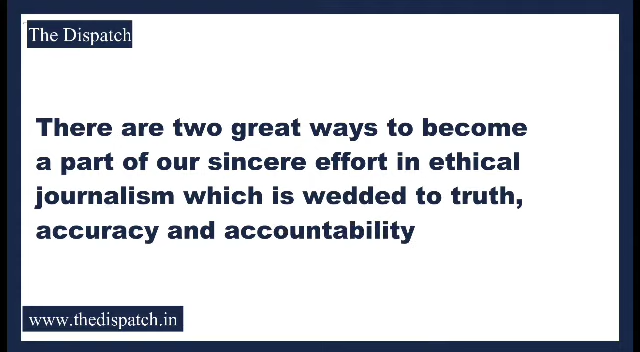 The Dispatch
There are two great ways to become
a part of our sincere effort in ethical
journalism which is wedded to truth,
accuracy and accountability
www.thedispatch.in